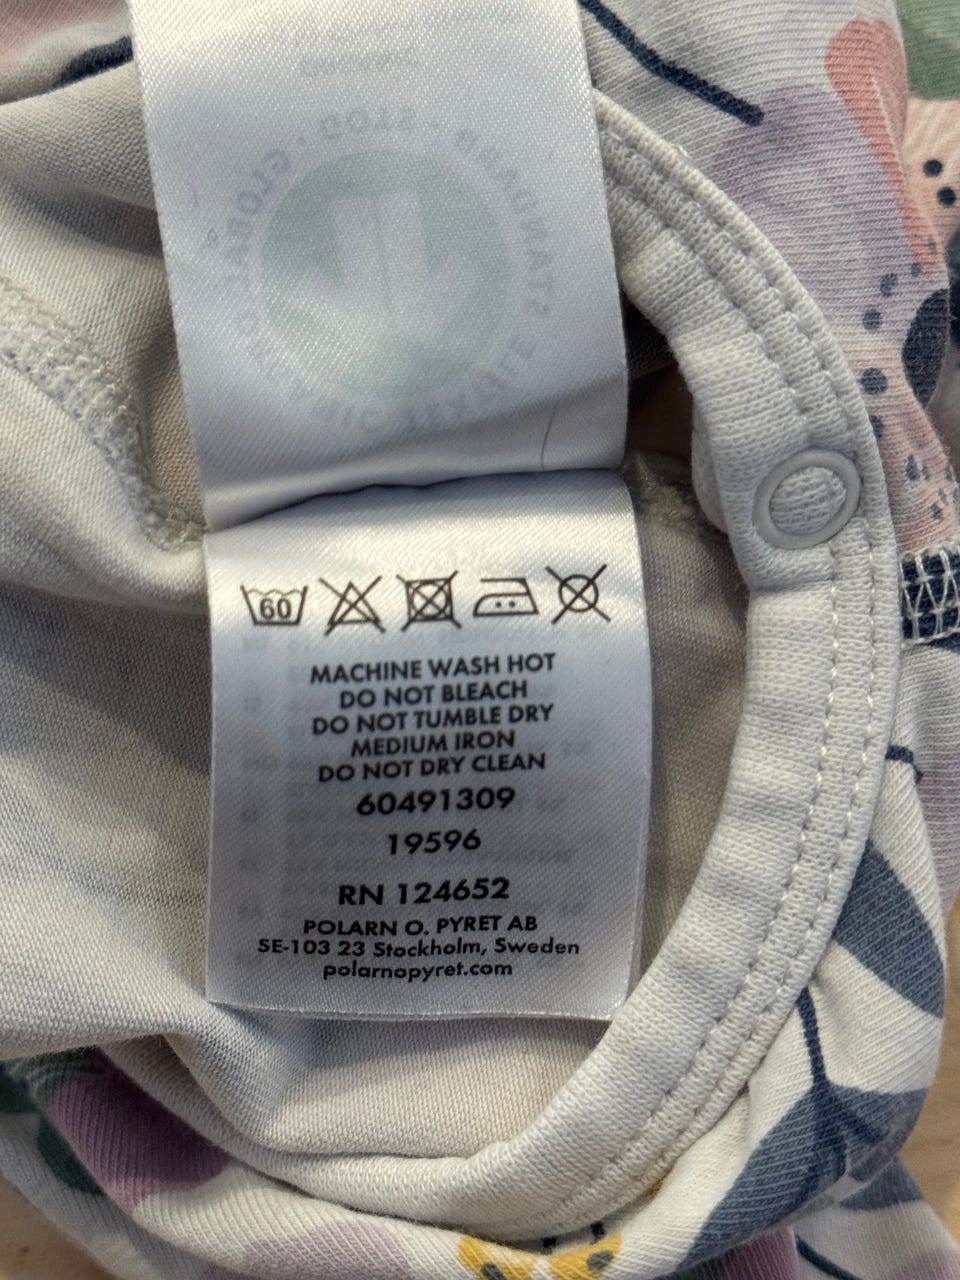 60
MACHINE WASH HOT
DO NOT BLEACH
DO NOT TUMBLE DRY
MEDIUM IRON
DO NOT DRY CLEAN
60491309
19596
RN 124652
POLARN O. PYRET AB
SE-103 23 Stockholm, Sweden
polarnopyret.com